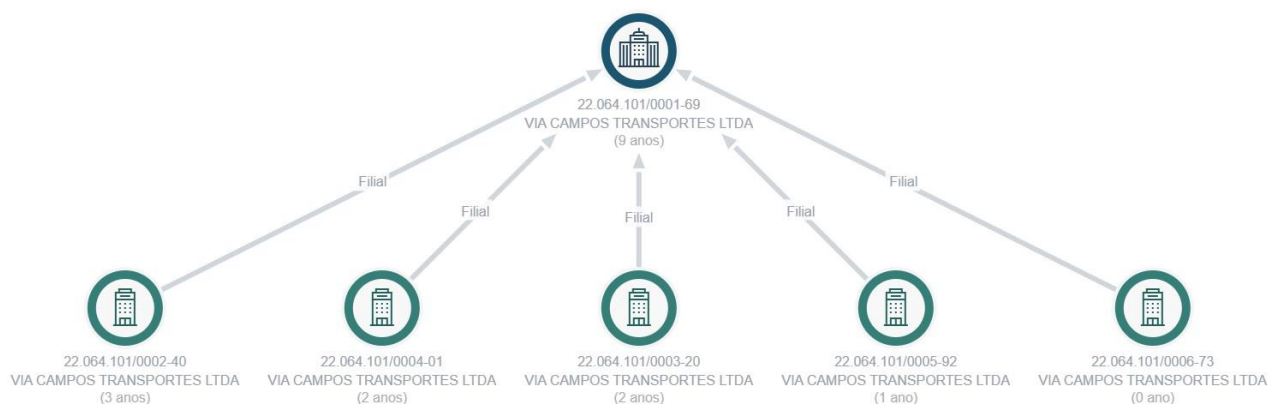 22.064.101/0001-69
VIA CAMPOS TRANSPORTES LTDA
(9 anos)
Filial
Filial
Filial
Filial
Filial
22.064.101/0002-40
VIA CAMPOS TRANSPORTES LTDA
(3 anos)
22.064.101/0004-01
VIA CAMPOS TRANSPORTES LTDA
(2 anos)
22.064.101/0003-20
VIA CAMPOS TRANSPORTES LTDA
(2 anos)
22.064.101/0005-92
VIA CAMPOS TRANSPORTES LTDA
(1 ano)
22.064.101/0006-73
VIA CAMPOS TRANSPORTES LTDA
(0 ano)